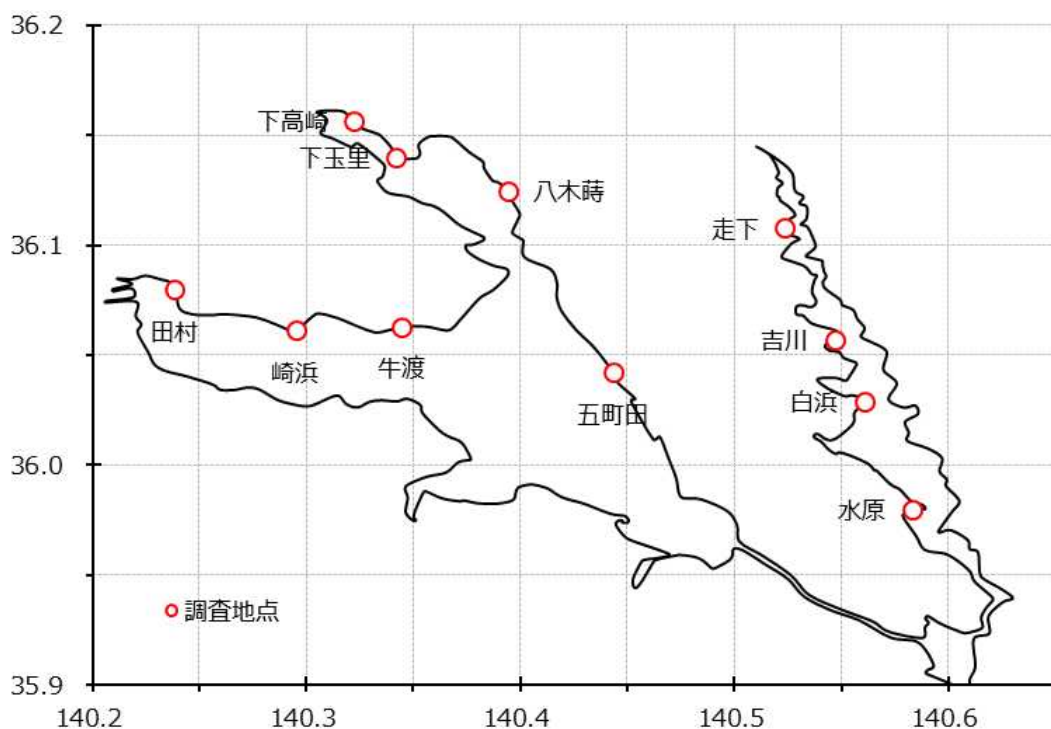 36.2
下高崎
下玉里
八木蒔
走下
36.1
田村
崎浜
牛渡
五町田
吉川
白浜
36.0
水原
調査地点
35.9
140.2 140.3 140.4 140.5 140.6